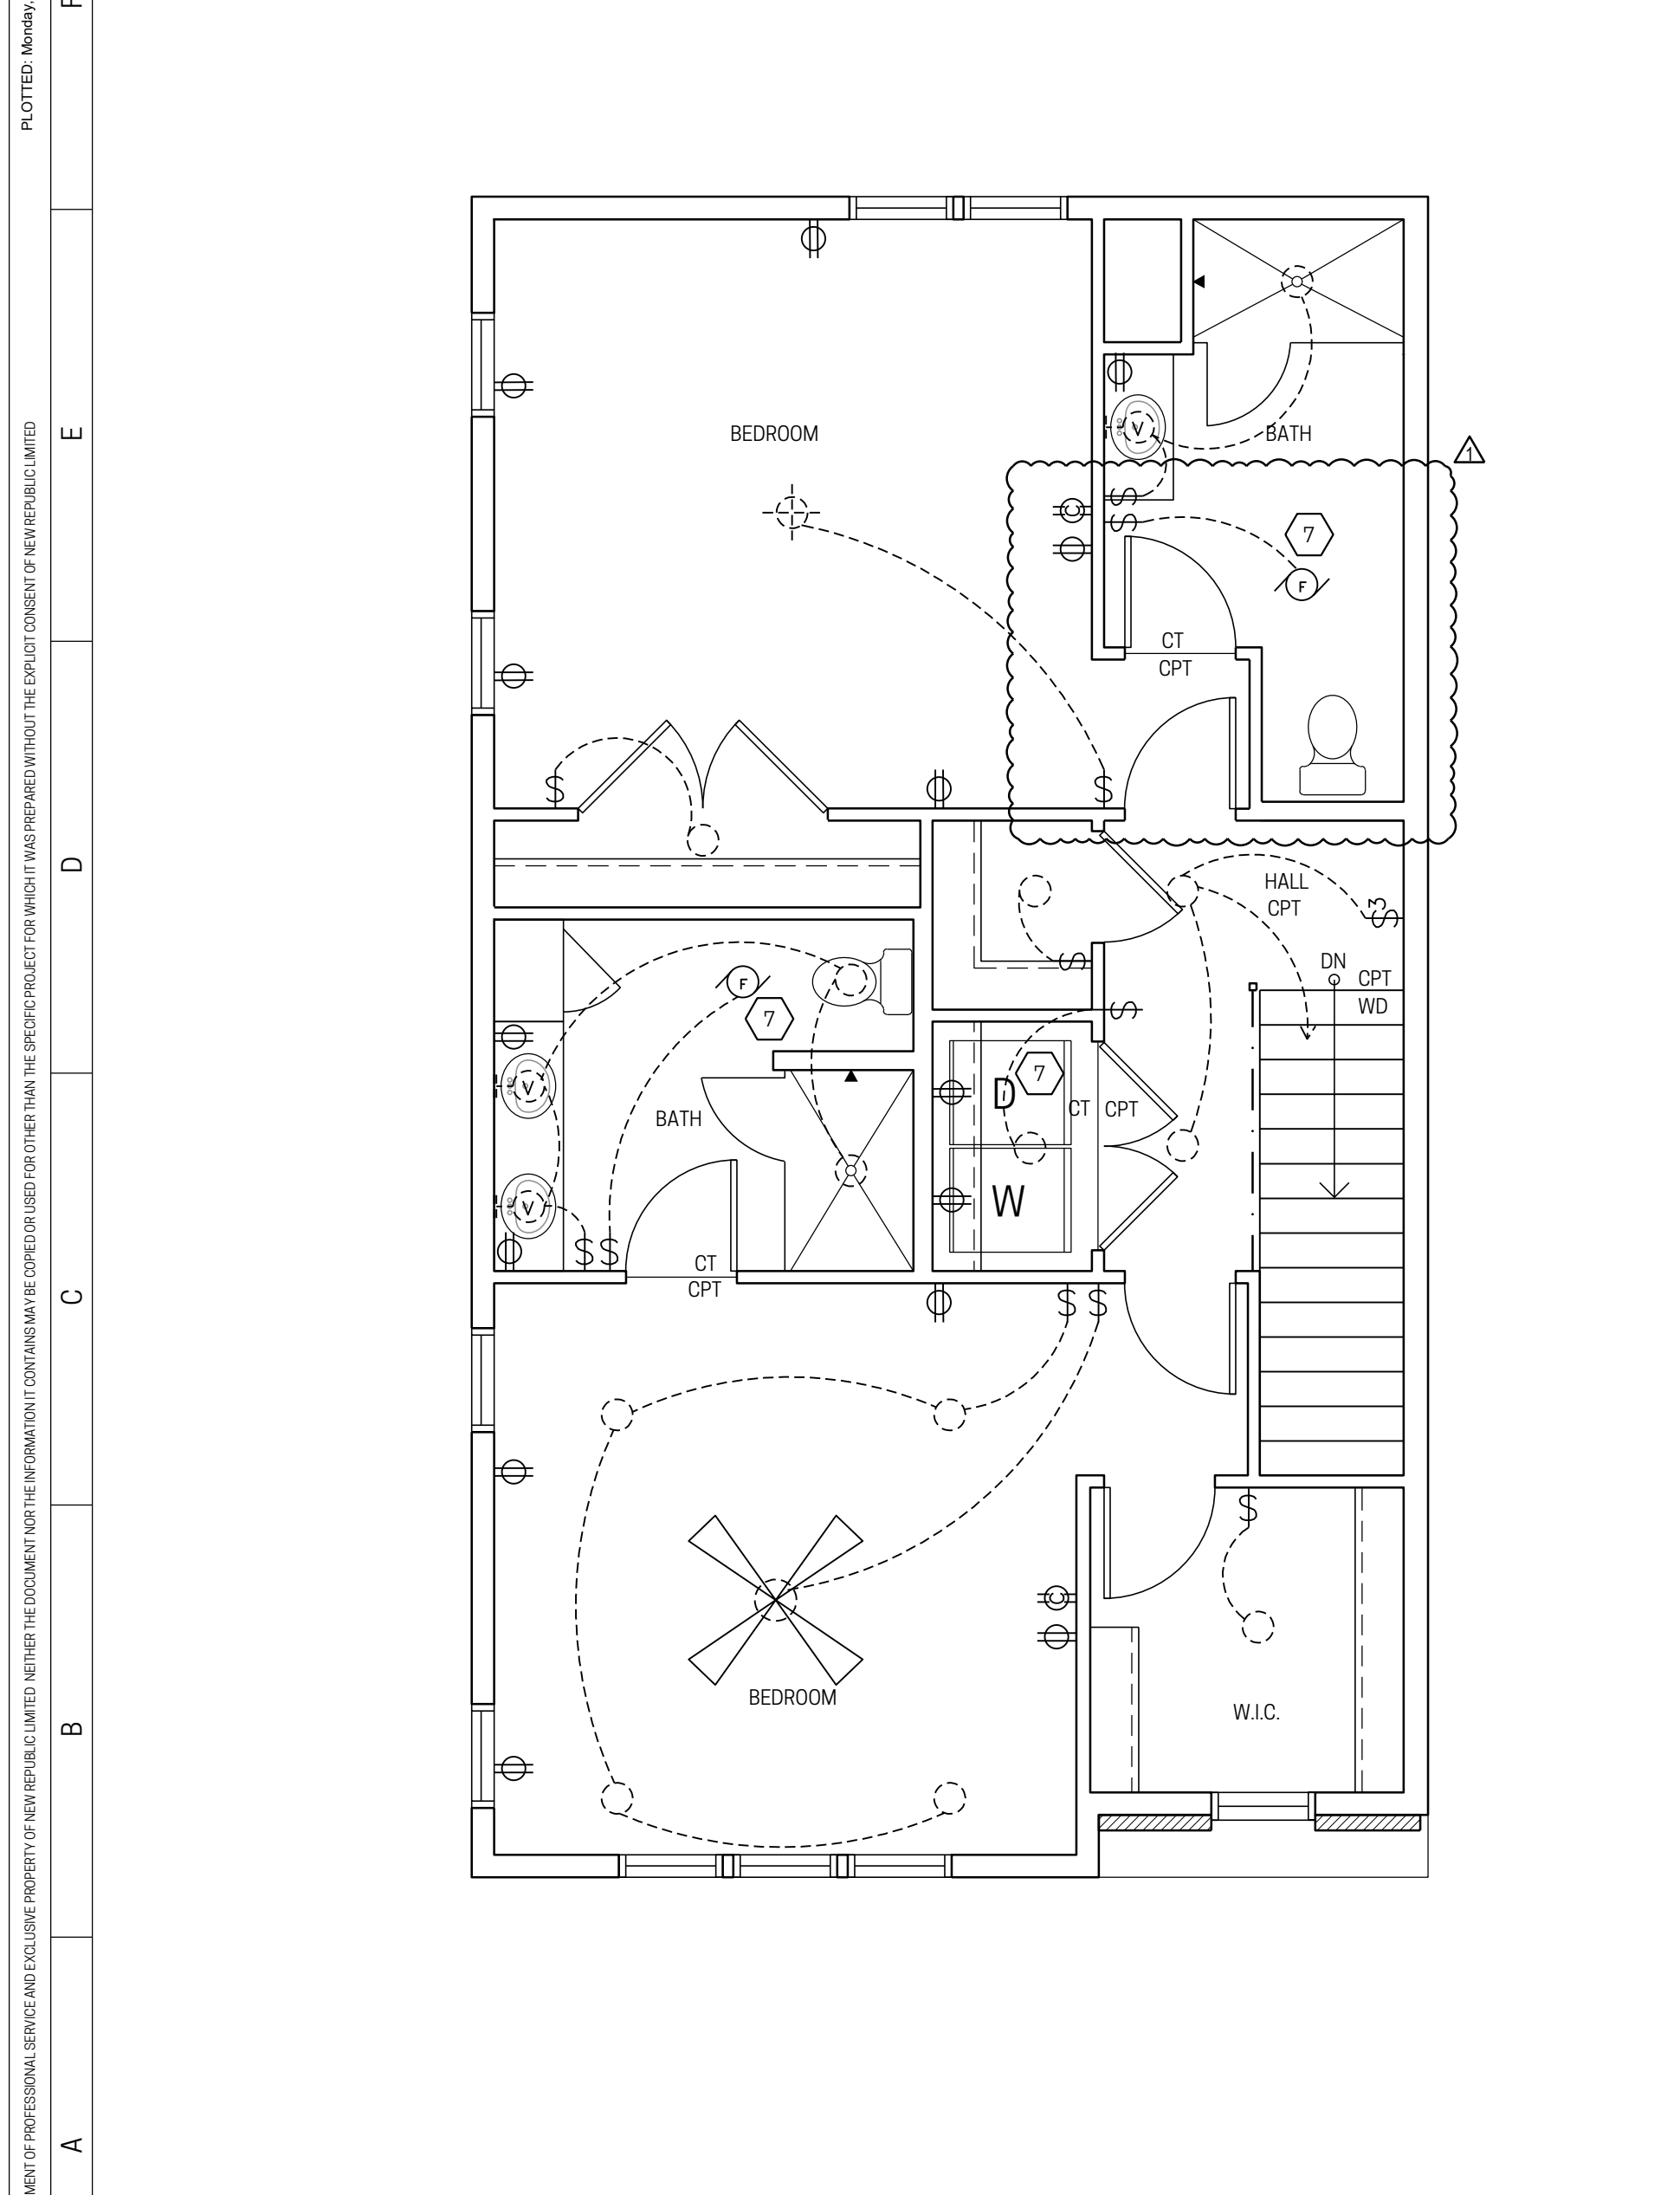 PLOTTED: Monday,
F
E
D
C
B
A
MENT OF PROFESSIONAL SERVICE AND EXCLUSIVE PROPERTY OF NEW REPUBLIC LIMITED NEITHER THE DOCUMENT NOR THE INFORMATION IT CONTAINS MAY BE COPIED OR USED FOR OTHER THAN THE SPECIFIC PROJECT FOR WHICH IT WAS PREPARED WITHOUT THE EXPLICIT CONSENT OF NEW REPUBLIC LIMITED
BEDROOM
BATH
V
1
$
C
$
7
F
CT
CPT
$
$
HALL
CPT
$3
$
DN
CPT
WD
F
7
$
V
D
7
CT
CPT
BATH
V
W
$ $
CT
CPT
$ $
$
C
BEDROOM
W.I.C.